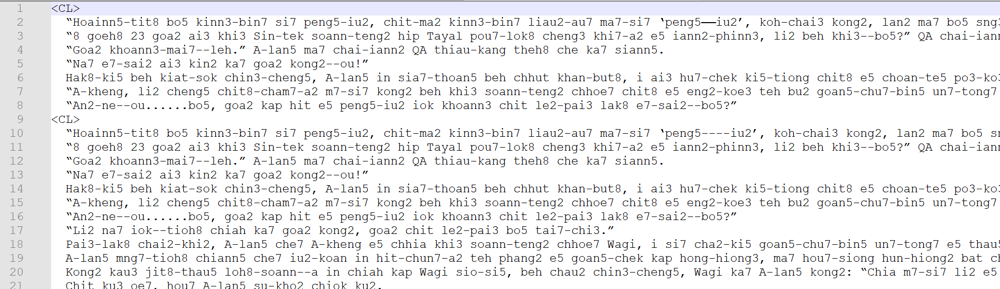 1 <CL>
2 “Hoainn5-tit8 bo5 kinn3-bin7 si7 peng5-iu2, chit-ma2 kinn3-bin7 liau2-au7 ma7-si7 ‘peng5——iu2’, koh-chai3 kong2, lan2 ma7 bo5 sng3
3 “8 goeh8 23 goa2 ai3 khi3 Sin-tek soann-teng2 hip Tayal pou7-lok8 cheng3 khi7-a2 e5 iann2-phinn3, li2 beh khi3--bo5?” QA chai-iann
4 “Goa2 khoann3-mai7--leh.” A-lan5 ma7 chai-iann2 QA thiau-kang theh8 che ka7 siann5.
5 “Na7 e7-sai2 ai3 kin2 ka7 goa2 kong2--ou!”
6 Hak8-ki5 beh kiat-sok chin3-cheng5, A-lan5 in sia7-thoan5 beh chhut khan-but8, i ai3 hu7-chek ki5-tiong chit8 e5 choan-te5 po3-ko3
7 “A-kheng, li2 cheng5 chit8-cham7-a2 m7-si7 kong2 beh khi3 soann-teng2 chhoe7 chit8 e5 eng2-koe3 teh bu2 goan5-chu7-bin5 un7-tong7
8 “An2-ne--ou......bo5, goa2 kap hit e5 peng5-iu2 iok khoann3 chit le2-pai3 lak8 e7-sai2--bo5?”
9 <CL>
10 “Hoainn5-tit8 bo5 kinn3-bin7 si7 peng5-iu2, chit-ma2 kinn3-bin7 liau2-au7 ma7-si7 ‘peng5----iu2’, koh-chai3 kong2, lan2 ma7 bo5 sn
11 “8 goeh8 23 goa2 ai3 khi3 Sin-tek soann-teng2 hip Tayal pou7-lok8 cheng3 khi7-a2 e5 iann2-phinn3, li2 beh khi3--bo5?” QA chai-iann
12 “Goa2 khoann3-mai7--leh.” A-lan5 ma7 chai-iann2 QA thiau-kang theh8 che ka7 siann5.
13 “Na7 e7-sai2 ai3 kin2 ka7 goa2 kong2--ou!”
14 Hak8-ki5 beh kiat-sok chin3-cheng5, A-lan5 in sia7-thoan5 beh chhut khan-but8, i ai3 hu7-chek ki5-tiong chit8 e5 choan-te5 po3-ko3
15 “A-kheng, li2 cheng5 chit8-cham7-a2 m7-si7 kong2 beh khi3 soann-teng2 chhoe7 chit8 e5 eng2-koe3 teh bu2 goan5-chu7-bin5 un7-tong7
16 “An2-ne--ou......bo5, goa2 kap hit e5 peng5-iu2 iok khoann3 chit le2-pai3 lak8 e7-sai2--bo5?”
17 “Li2 na7 iok--tioh8 chiah ka7 goa2 kong2, goa2 chit le2-pai3 bo5 tai7-chi3.”
18 Pai3-lak8 chai2-khi2, A-lan5 che7 A-kheng e5 chhia khi3 soann-teng2 chhoe7 Wagi, i si7 cha2-ki5 goan5-chu7-bin5 un7-tong7 e5 thau5
19 A-lan5 mng7-tioh8 chiann5 che7 iu2-koan in hit-chun7-a2 teh phang2 e5 goan5-chek kap hong-hiong3, ma7 hou7-siong hun-hiong2 bat ch
20 Kong2 kau3 jit8-thau5 loh8-soann--a in chiah kap Wagi sio-si5, beh chau2 chin3-cheng5, Wagi ka7 A-lan5 kong2: “Chia m7-si7 li2 e5
21 Chit ku3 oe7, hou7 A-lan5 su-kho2 chiok ku2.